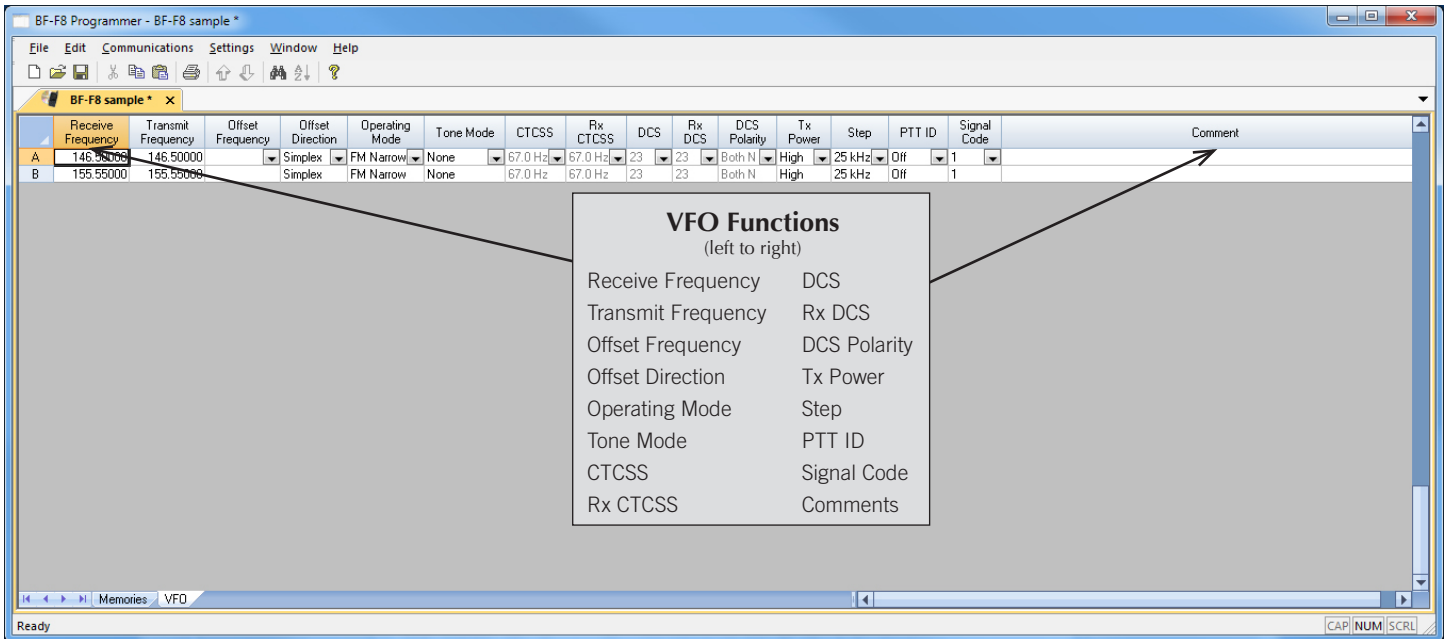 BF-F8 Programmer - BF-F8 sample *
File Edit Communications Settings Window Help
BF-F8 sample * x
Receive Frequency Transmit Frequency Offset Frequency Offset Direction Operating Mode Tone Mode CTCSS Rx CTCSS DCS Rx DCS DCS Polarity Tx Power Step PTT ID Signal Code Comment
A 146.50000 146.50000 Simplex FM Narrow None 67.0 Hz 67.0 Hz 23 23 Both N High 25 kHz Off 1
B 155.55000 155.55000 Simplex FM Narrow None 67.0 Hz 67.0 Hz 23 23 Both N High 25 kHz Off 1
VFO Functions
(left to right)
Receive Frequency DCS
Transmit Frequency Rx DCS
Offset Frequency DCS Polarity
Offset Direction Tx Power
Operating Mode Step
Tone Mode PTT ID
CTCSS Signal Code
Rx CTCSS Comments
Memories VFO
Ready CAP NUM SCRL